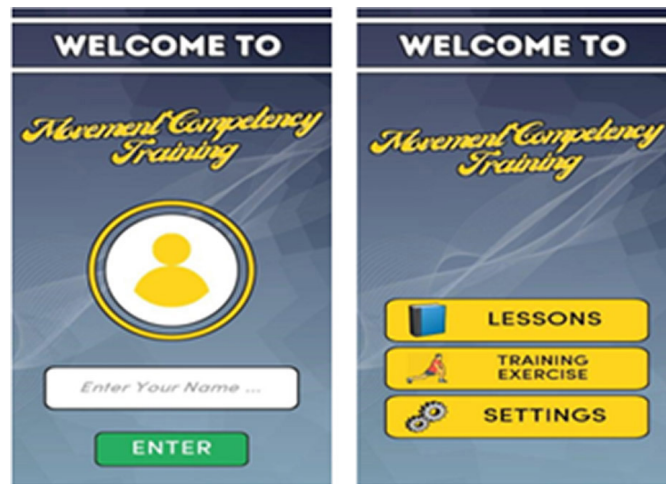 WELCOME TO
Movement Competency
Training
Enter Your Name ...
ENTER
WELCOME TO
Movement Competency
Training
LESSONS
TRAINING
EXERCISE
SETTINGS